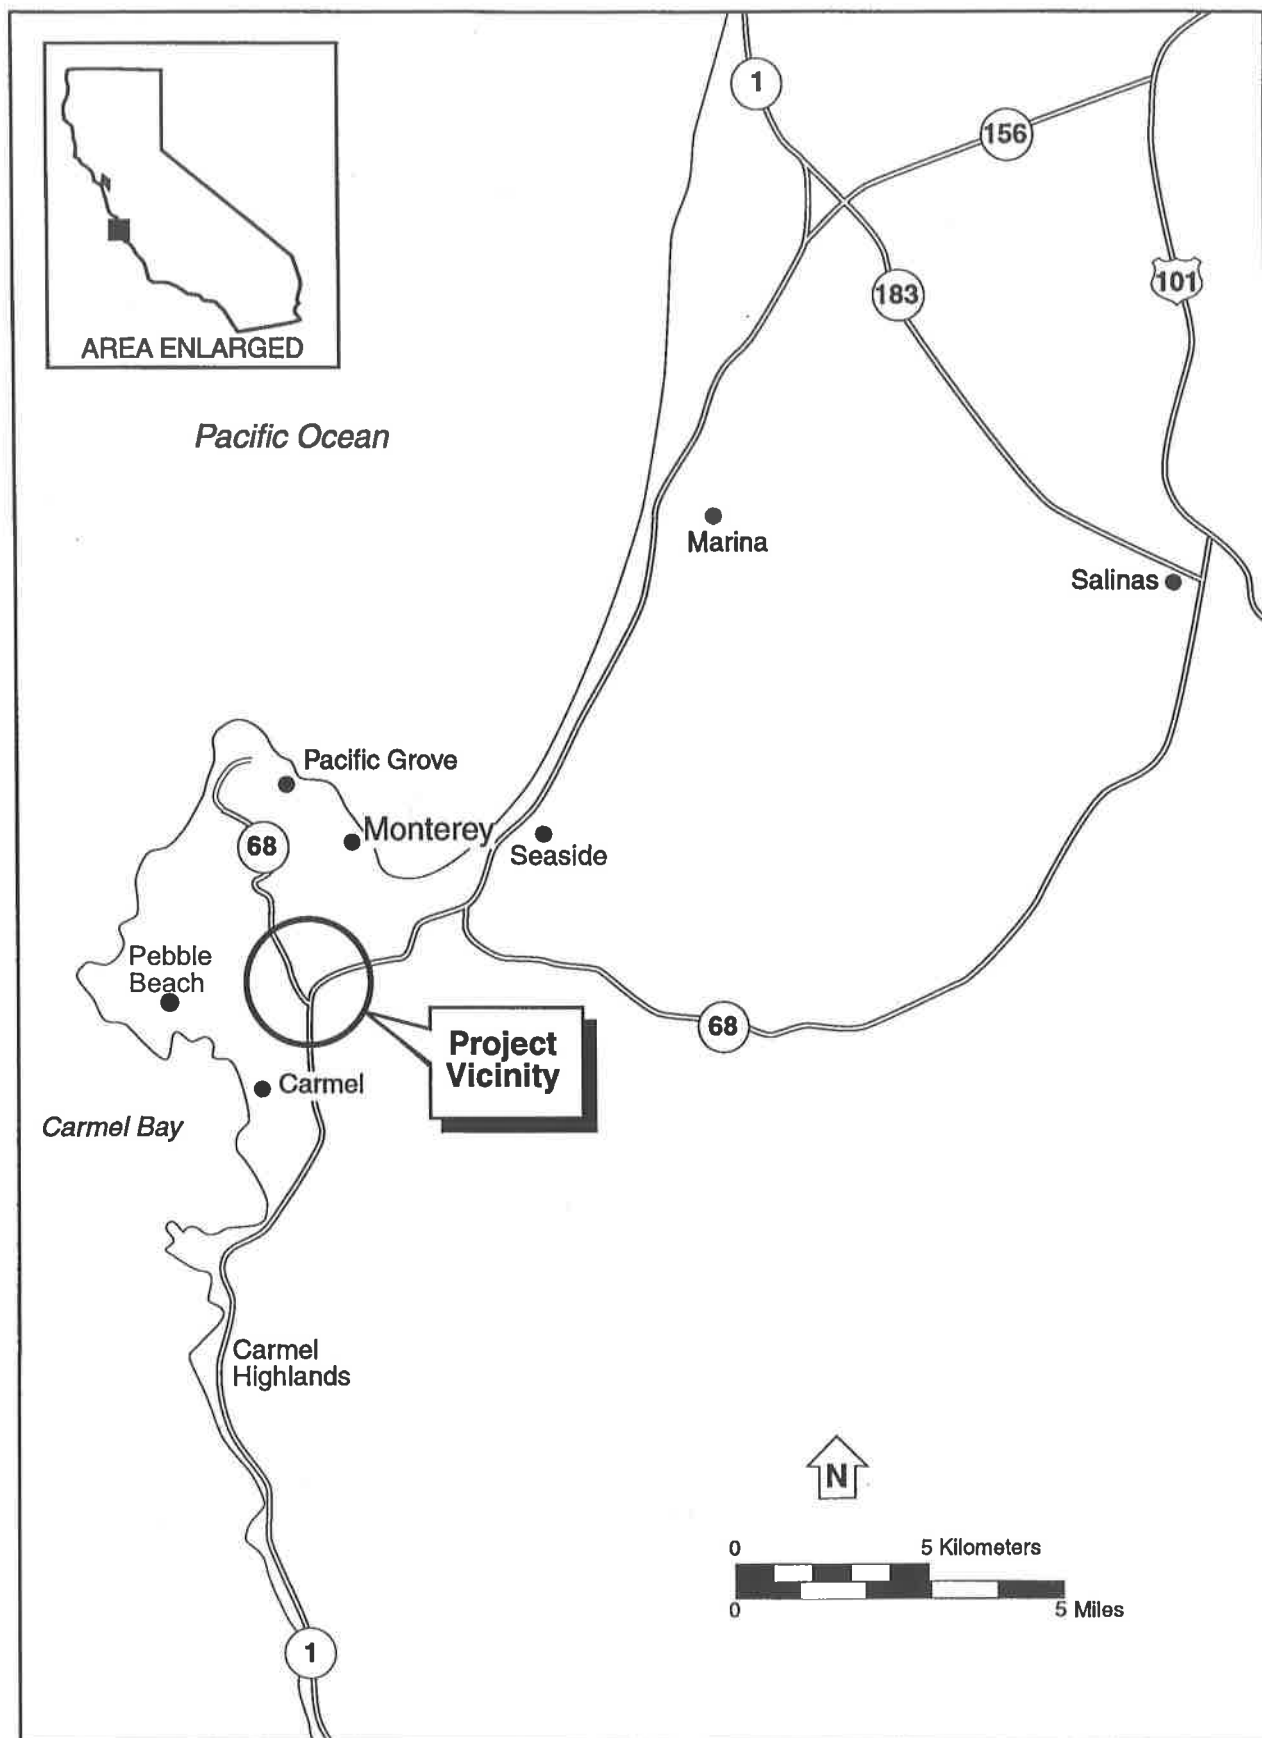 1
156
101
183
AREA ENLARGED
Pacific Ocean
Marina
Salinas
Pacific Grove
Monterey
68
Seaside
Pebble
Beach
68
Project
Vicinity
Carmel
Carmel Bay
Carmel
Highlands
N
0 5 Kilometers
0 5 Miles
1